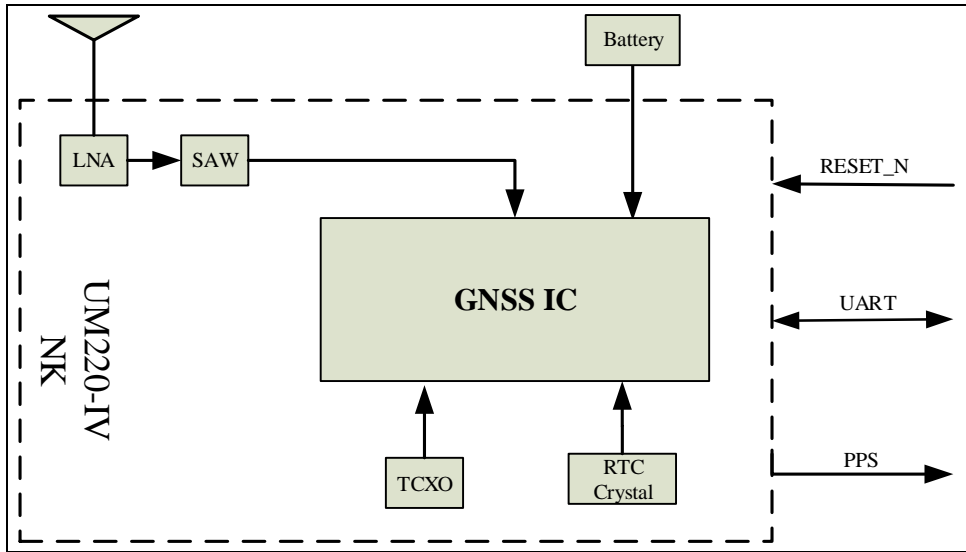 Battery
LNA
SAW
RESET_N
GNSS IC
UART
UM220-IV
NK
TCXO
RTC
Crystal
PPS